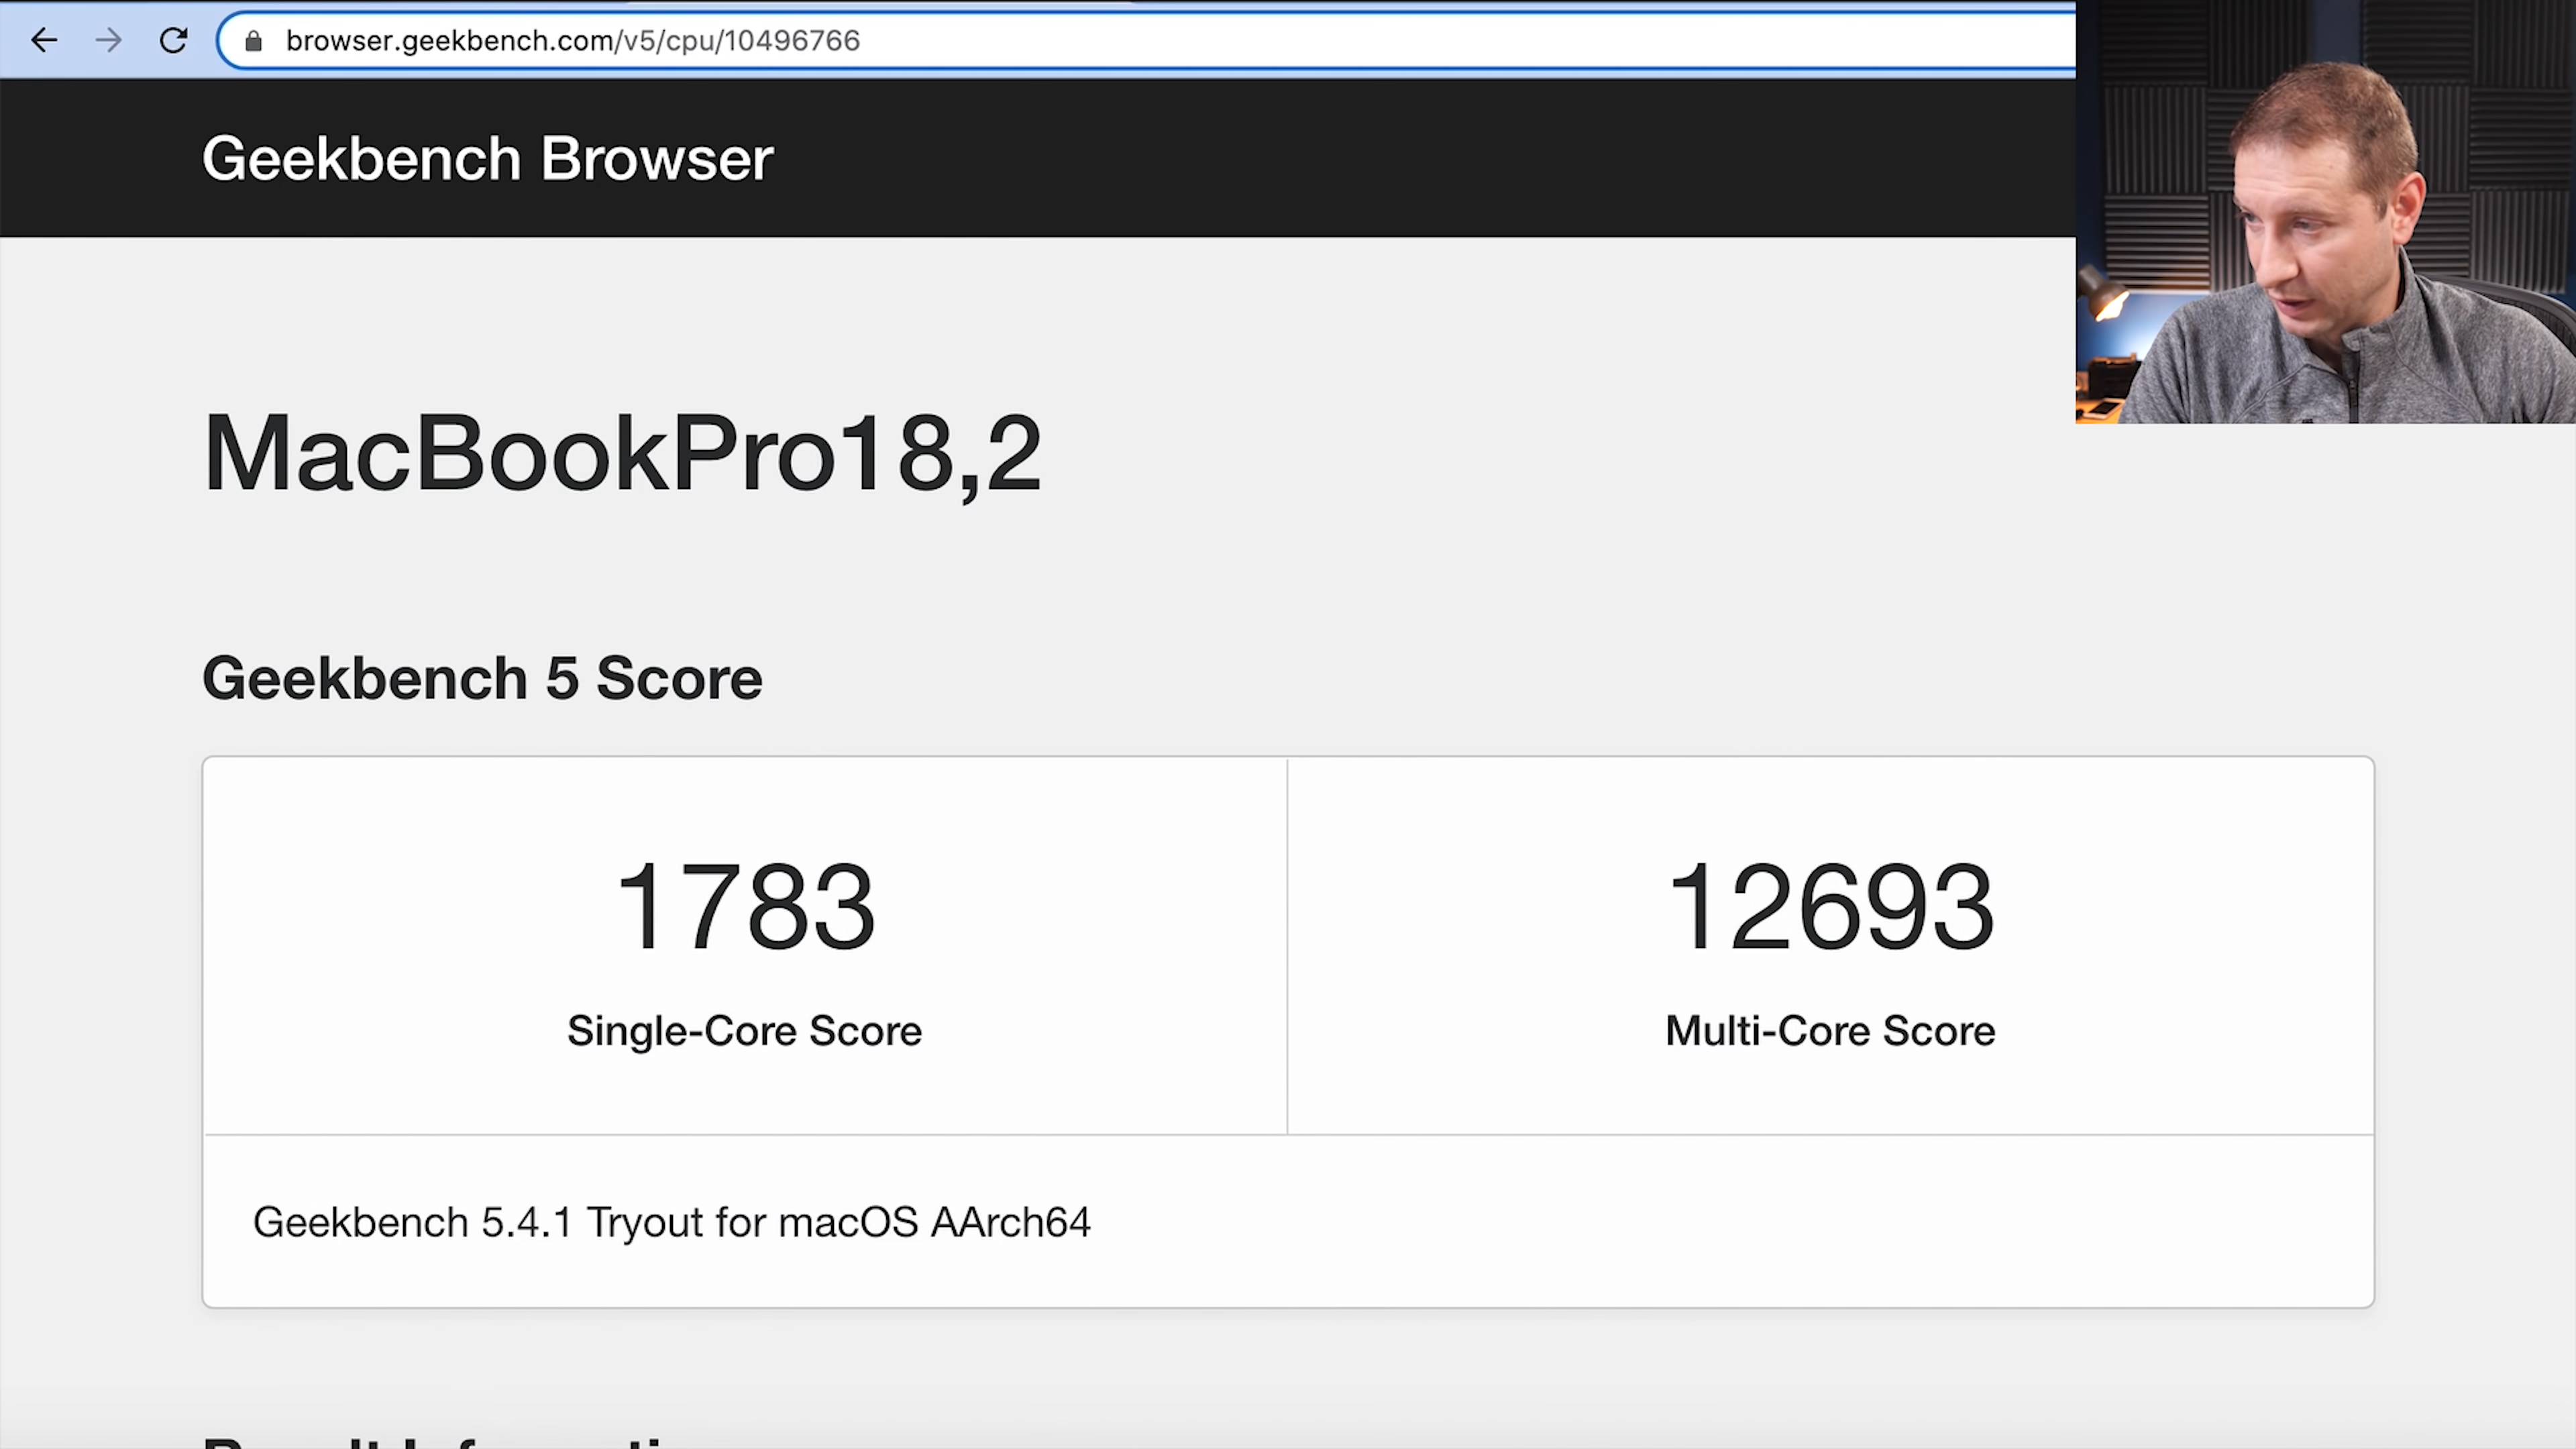 browser.geekbench.com/v5/cpu/10496766
Geekbench Browser
MacBookPro18,2
Geekbench 5 Score
1783
12693
Single-Core Score
Multi-Core Score
Geekbench 5.4.1 Tryout for macOS AArch64